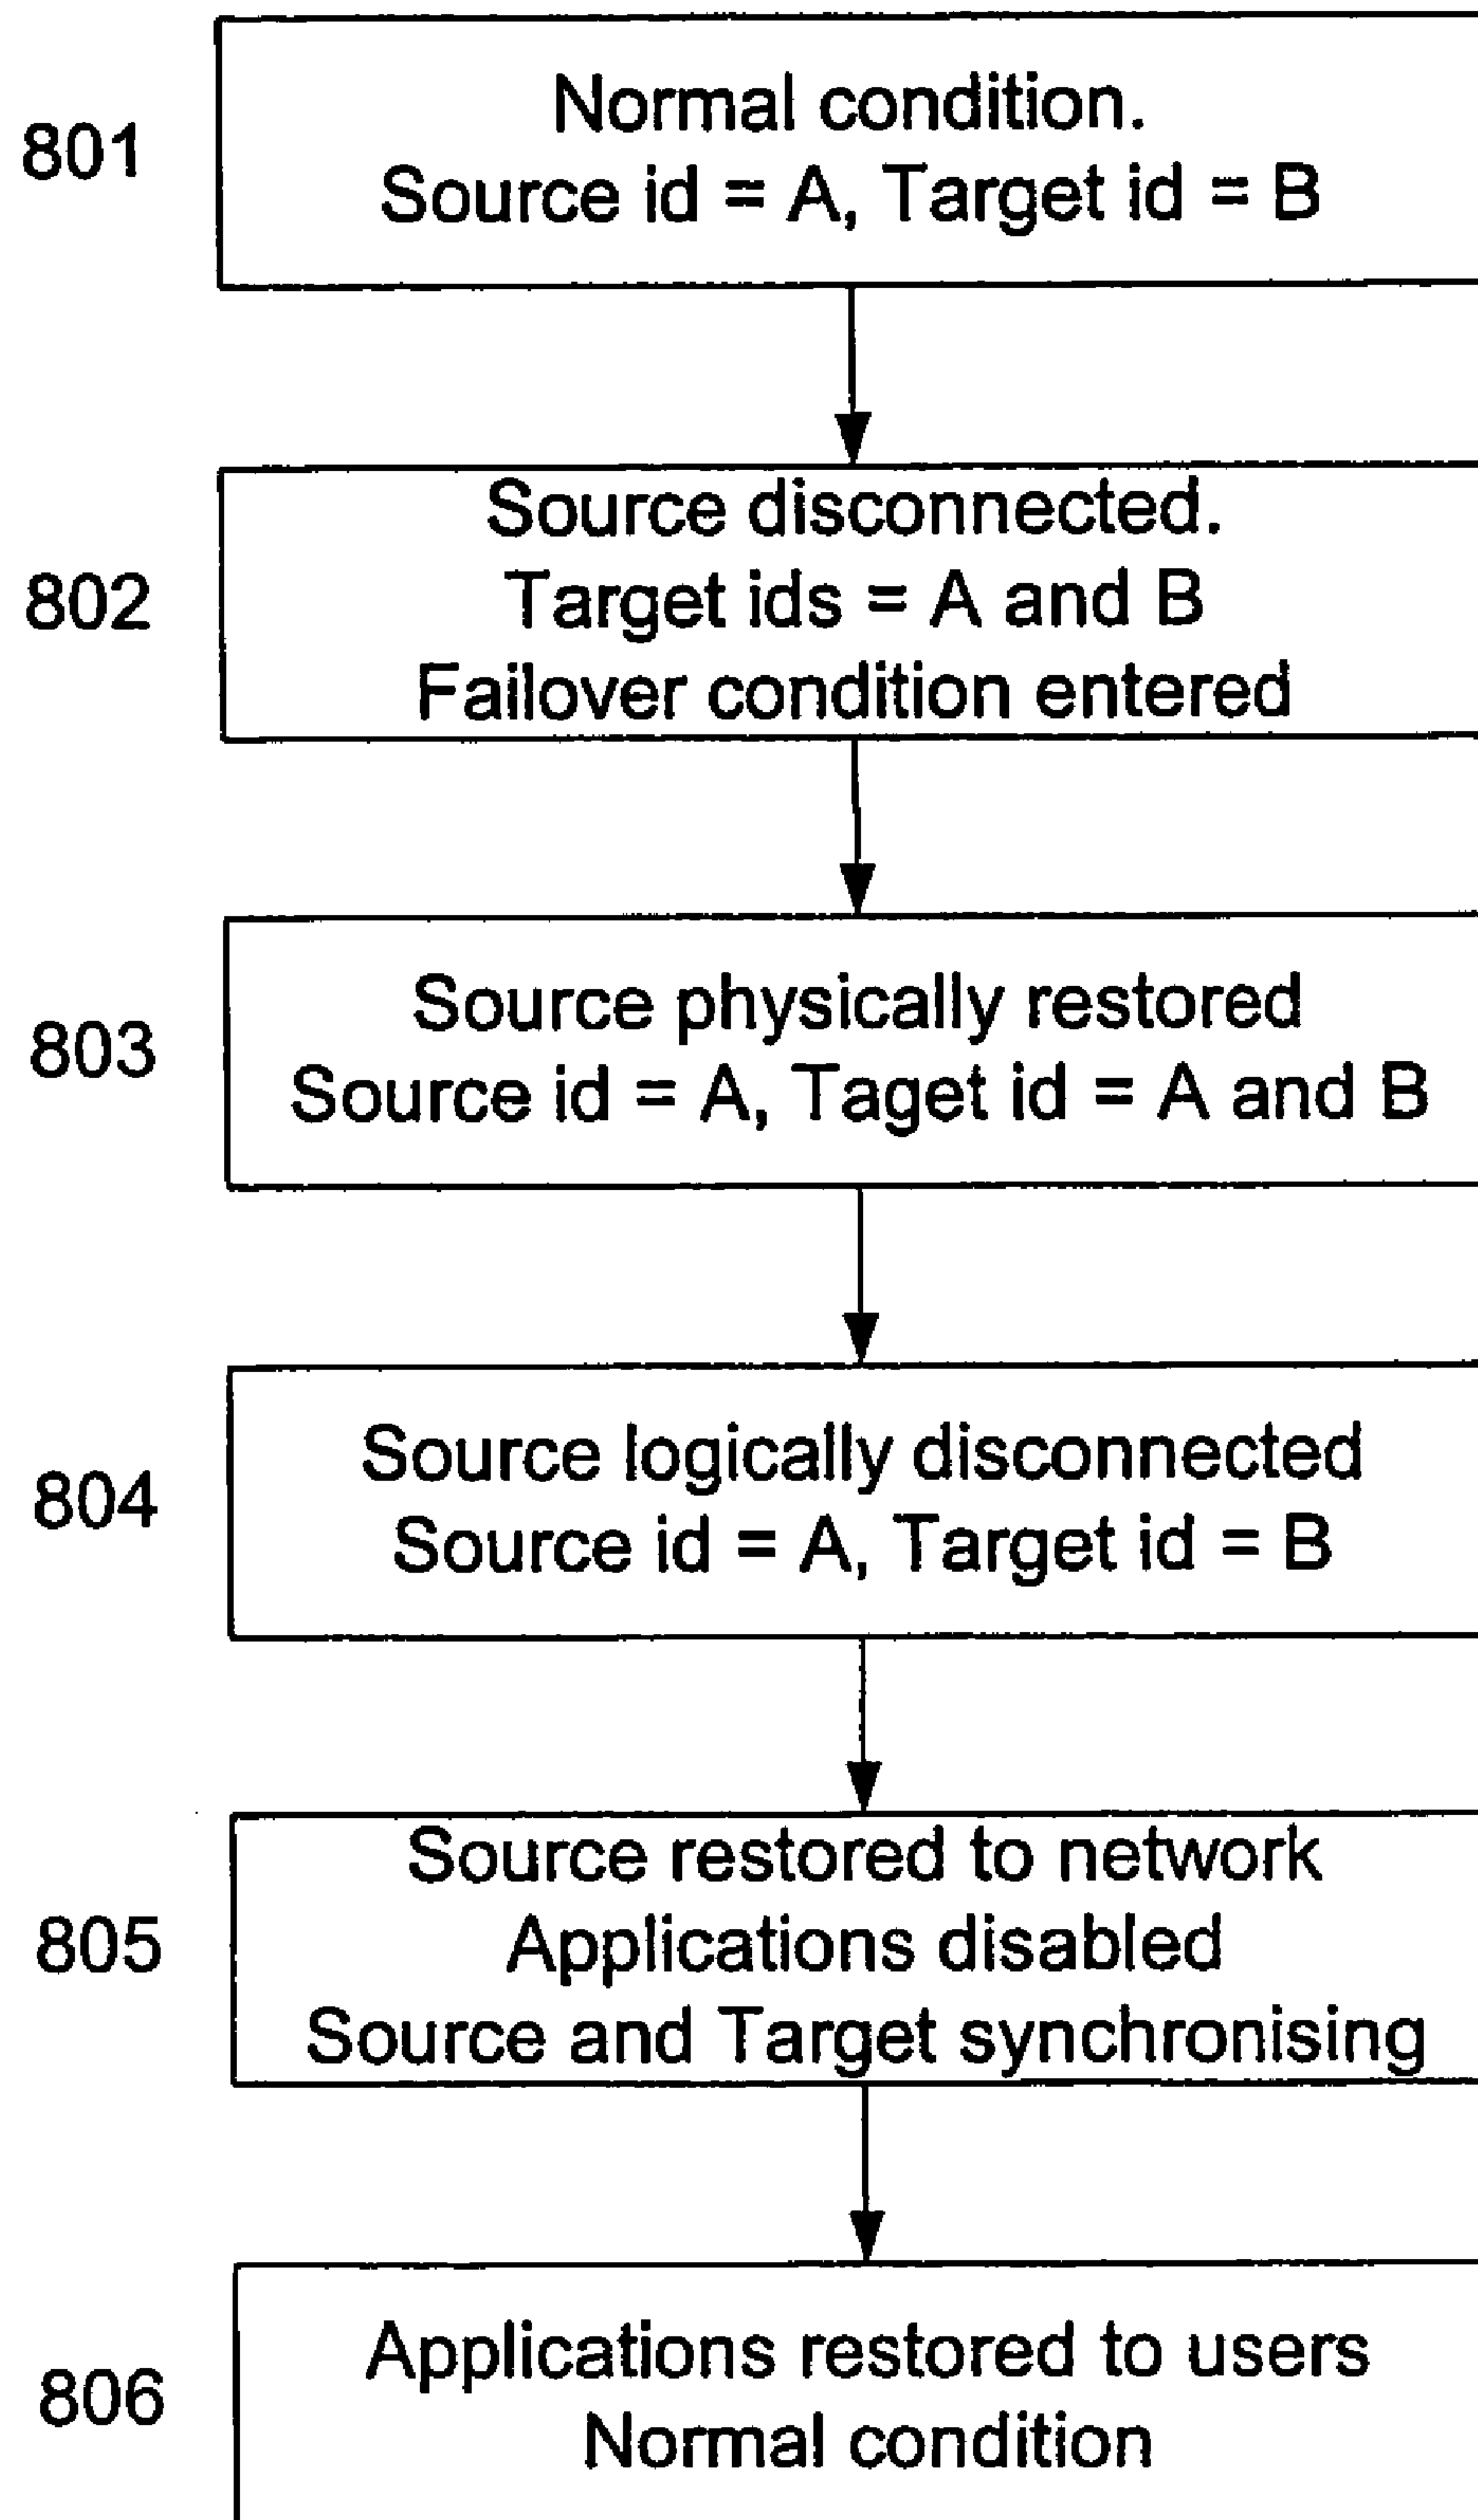 801
Normal condition.
Source id = A, Target id = B
802
Source disconnected.
Target ids = A and B
Failover condition entered
803
Source physically restored
Source id = A, Taget id = A and B
804
Source logically disconnected
Source id = A, Target id = B
805
Source restored to network
Applications disabled
Source and Target synchronising
806
Applications restored to users
Normal condition